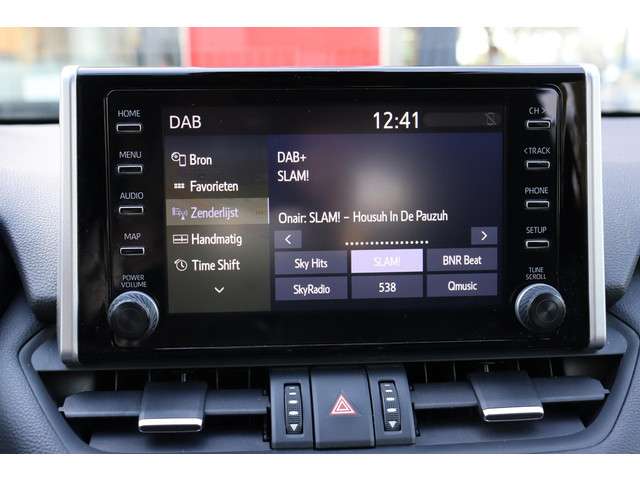 HOME
MENU
AUDIO
MAP
POWER
VOLUME
DAB
12:41
Bron
Favorieten
Zenderlijst
Handmatig
Time Shift
DAB+
SLAM!
Onair: SLAM! – Housuh In De Pauzuh
<
>
Sky Hits
SLAM!
BNR Beat
SkyRadio
538
Qmusic
CH >
< TRACK
PHONE
SETUP
TUNE
SCROLL